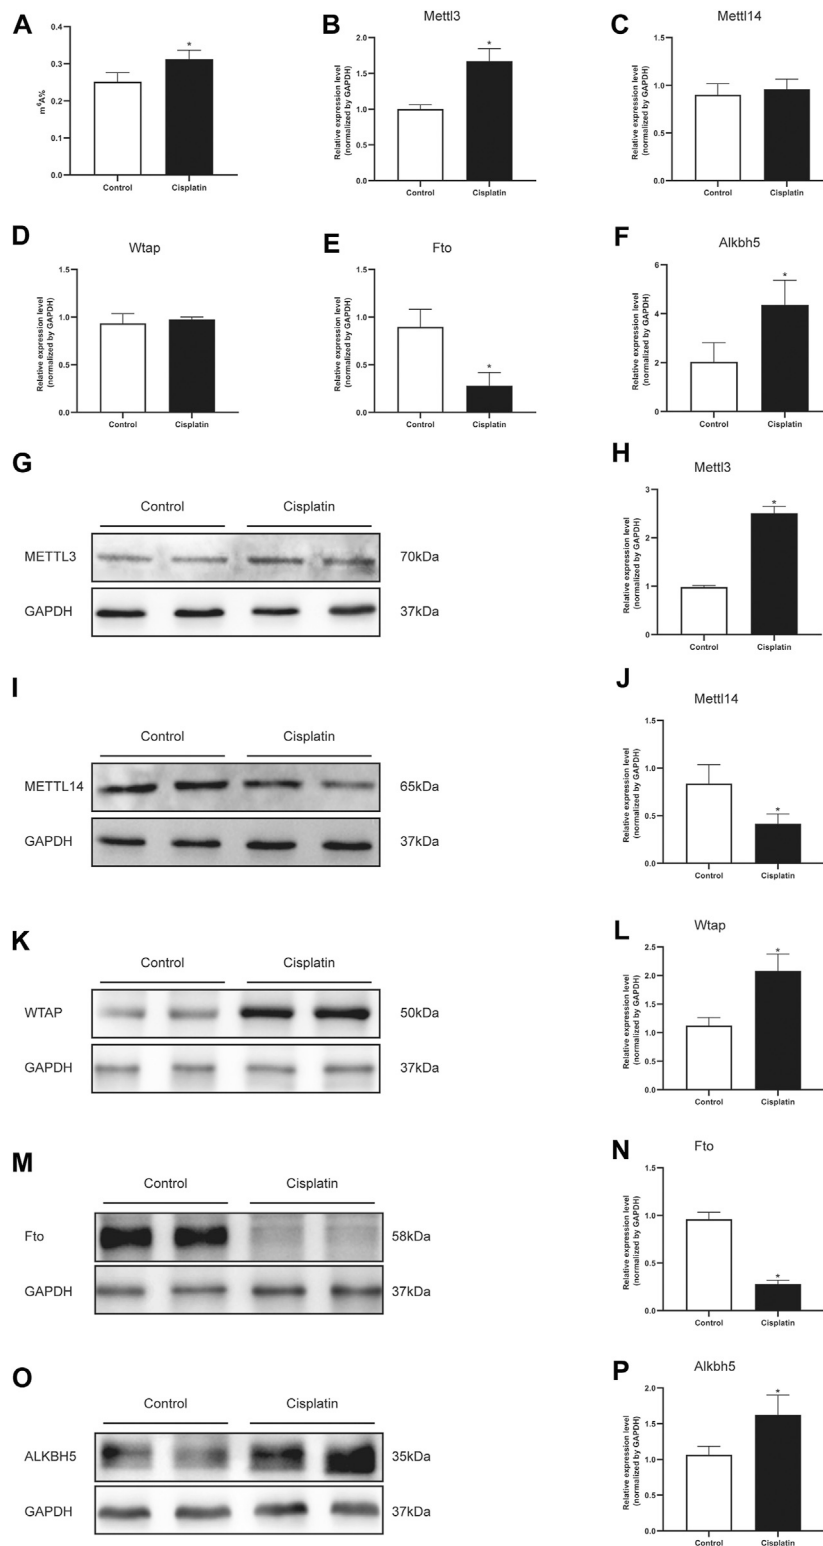 A
0.4
0.3
0.2
0.1
0.0
m⁶A%
*
Control
Cisplatin
B
Mettl3
2.0
1.5
1.0
0.5
0.0
Relative expression level
(normalized by GAPDH)
*
Control
Cisplatin
C
Mettl14
1.5
1.0
0.5
0.0
Relative expression level
(normalized by GAPDH)
Control
Cisplatin
D
Wtap
1.5
1.0
0.5
0.0
Relative expression level
(normalized by GAPDH)
Control
Cisplatin
E
Fto
1.5
1.0
0.5
0.0
Relative expression level
(normalized by GAPDH)
*
Control
Cisplatin
F
Alkbh5
6
4
2
0
Relative expression level
(normalized by GAPDH)
*
Control
Cisplatin
G
Control Cisplatin
METTL3 70kDa
GAPDH 37kDa
H
Mettl3
3
2
1
0
Relative expression level
(normalized by GAPDH)
*
Control
Cisplatin
I
Control Cisplatin
METTL14 65kDa
GAPDH 37kDa
J
Mettl14
1.5
1.0
0.5
0.0
Relative expression level
(normalized by GAPDH)
*
Control
Cisplatin
K
Control Cisplatin
WTAP 50kDa
GAPDH 37kDa
L
Wtap
2.5
2.0
1.5
1.0
0.5
0.0
Relative expression level
(normalized by GAPDH)
*
Control
Cisplatin
M
Control Cisplatin
Fto 58kDa
GAPDH 37kDa
N
Fto
1.5
1.0
0.5
0.0
Relative expression level
(normalized by GAPDH)
*
Control
Cisplatin
O
Control Cisplatin
ALKBH5 35kDa
GAPDH 37kDa
P
Alkbh5
2.0
1.5
1.0
0.5
0.0
Relative expression level
(normalized by GAPDH)
*
Control
Cisplatin